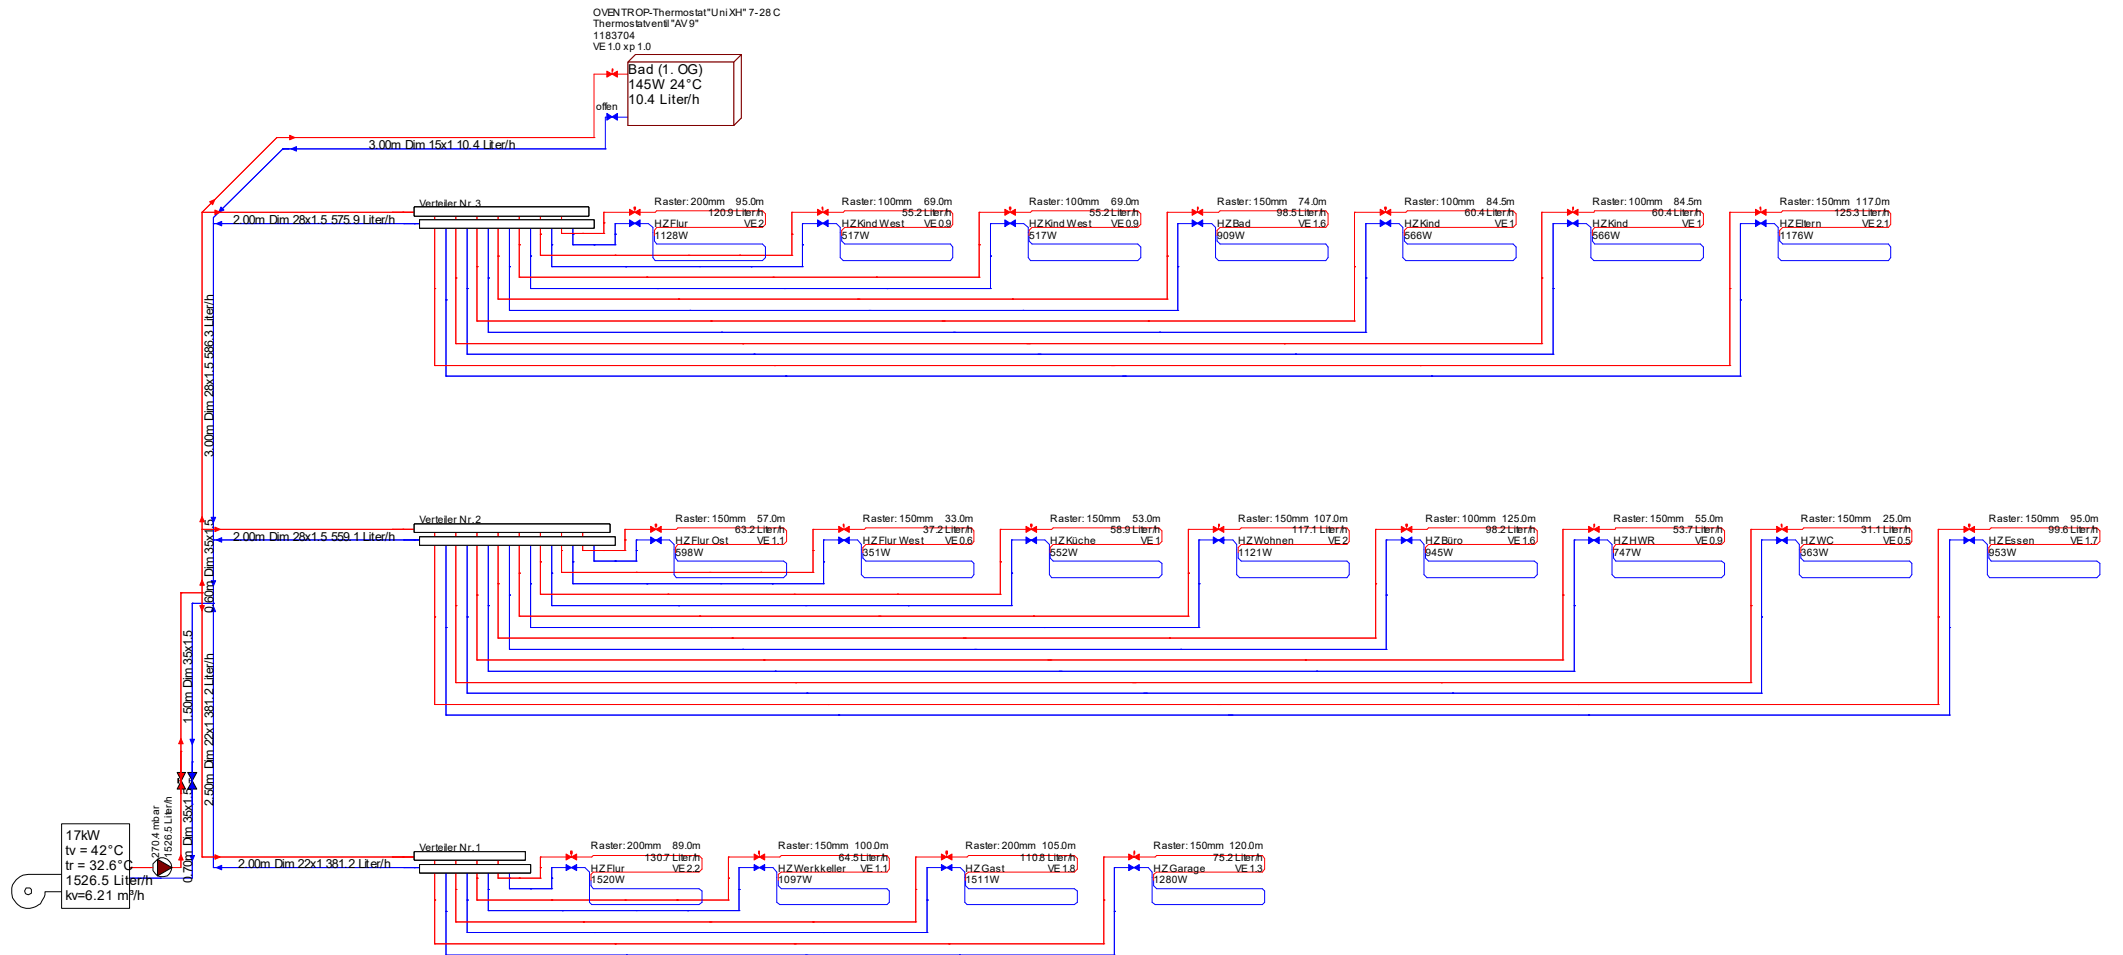 OVENTROP-Thermostat"Uni XH" 7-28 C
Thermostatventil "AV 9"
1183704
VE 1.0 xp 1.0
Bad (1. OG)
145W 24°C
10.4 Liter/h
offen
3.00m Dim 15x1 10.4 Liter/h
Verteiler Nr. 3
2.00m Dim 28x1.5 575.9 Liter/h
Raster: 200mm 95.0m
120.9 Liter/h
HZ Flur VE 2
1128W
Raster: 100mm 69.0m
55.2 Liter/h
HZ Kind West VE 0.9
517W
Raster: 100mm 69.0m
55.2 Liter/h
HZ Kind West VE 0.9
517W
Raster: 150mm 74.0m
98.5 Liter/h
HZ Bad VE 1.6
909W
Raster: 100mm 84.5m
60.4 Liter/h
HZ Kind VE 1
566W
Raster: 100mm 84.5m
60.4 Liter/h
HZ Kind VE 1
566W
Raster: 150mm 117.0m
125.3 Liter/h
HZ Eltern VE 2.1
1176W
3.00m Dim 28x1.5 586.3 Liter/h
Verteiler Nr. 2
2.00m Dim 28x1.5 559.1 Liter/h
Raster: 150mm 57.0m
63.2 Liter/h
HZ Flur Ost VE 1.1
598W
Raster: 150mm 33.0m
37.2 Liter/h
HZ Flur West VE 0.6
351W
Raster: 150mm 53.0m
58.9 Liter/h
HZ Küche VE 1
552W
Raster: 150mm 107.0m
117.1 Liter/h
HZ Wohnen VE 2
1121W
Raster: 100mm 125.0m
98.2 Liter/h
HZ Büro VE 1.6
945W
Raster: 150mm 55.0m
53.7 Liter/h
HZ HWR VE 0.9
747W
Raster: 150mm 25.0m
31.1 Liter/h
HZ WC VE 0.5
363W
Raster: 150mm 95.0m
99.6 Liter/h
HZ Essen VE 1.7
953W
0.60m Dim 35x1.5
1.50m Dim 35x1.5
2.50m Dim 22x1 381.2 Liter/h
0.70m Dim 35x1.5
270.4 mbar
1526.5 Liter/h
17kW
tv = 42°C
tr = 32.6°C
1526.5 Liter/h
kv=6.21 m³/h
Verteiler Nr. 1
2.00m Dim 22x1 381.2 Liter/h
Raster: 200mm 89.0m
130.7 Liter/h
HZ Flur VE 2.2
1520W
Raster: 150mm 100.0m
64.5 Liter/h
HZ Werkkeller VE 1.1
1097W
Raster: 200mm 105.0m
110.8 Liter/h
HZ Gast VE 1.8
1511W
Raster: 150mm 120.0m
75.2 Liter/h
HZ Garage VE 1.3
1280W